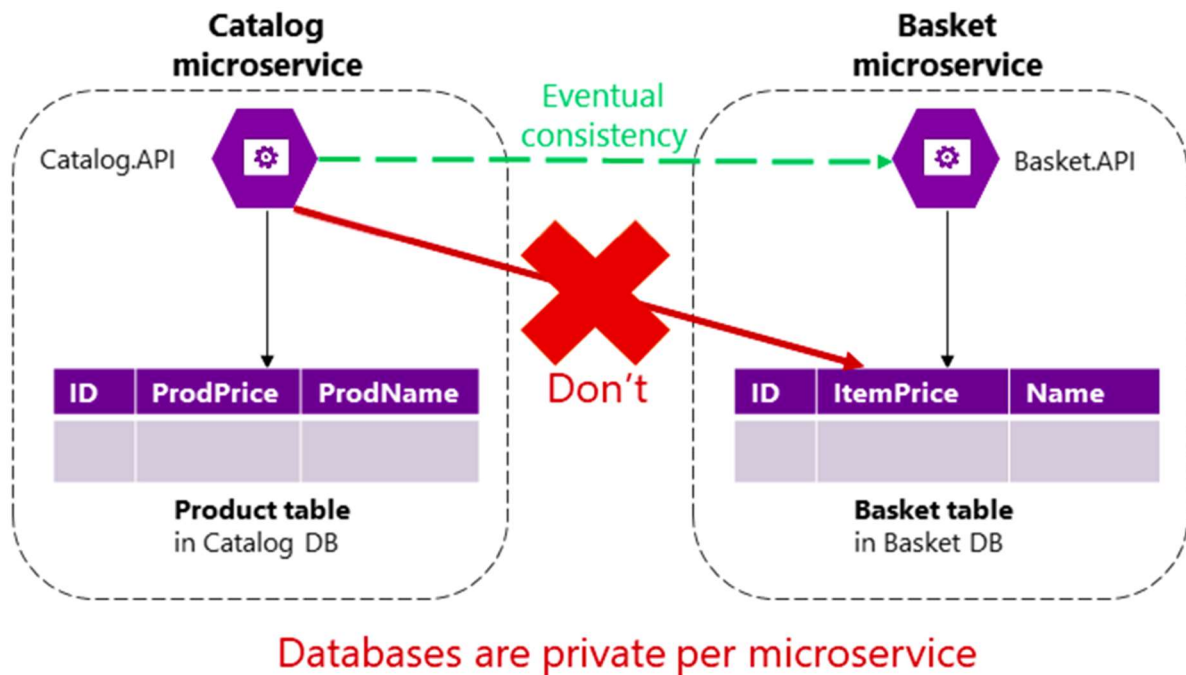 Catalog
microservice
Basket
microservice
Eventual
consistency
Catalog.API
Basket.API
Don’t
ID ProdPrice ProdName
ID ItemPrice Name
Product table
in Catalog DB
Basket table
in Basket DB
Databases are private per microservice